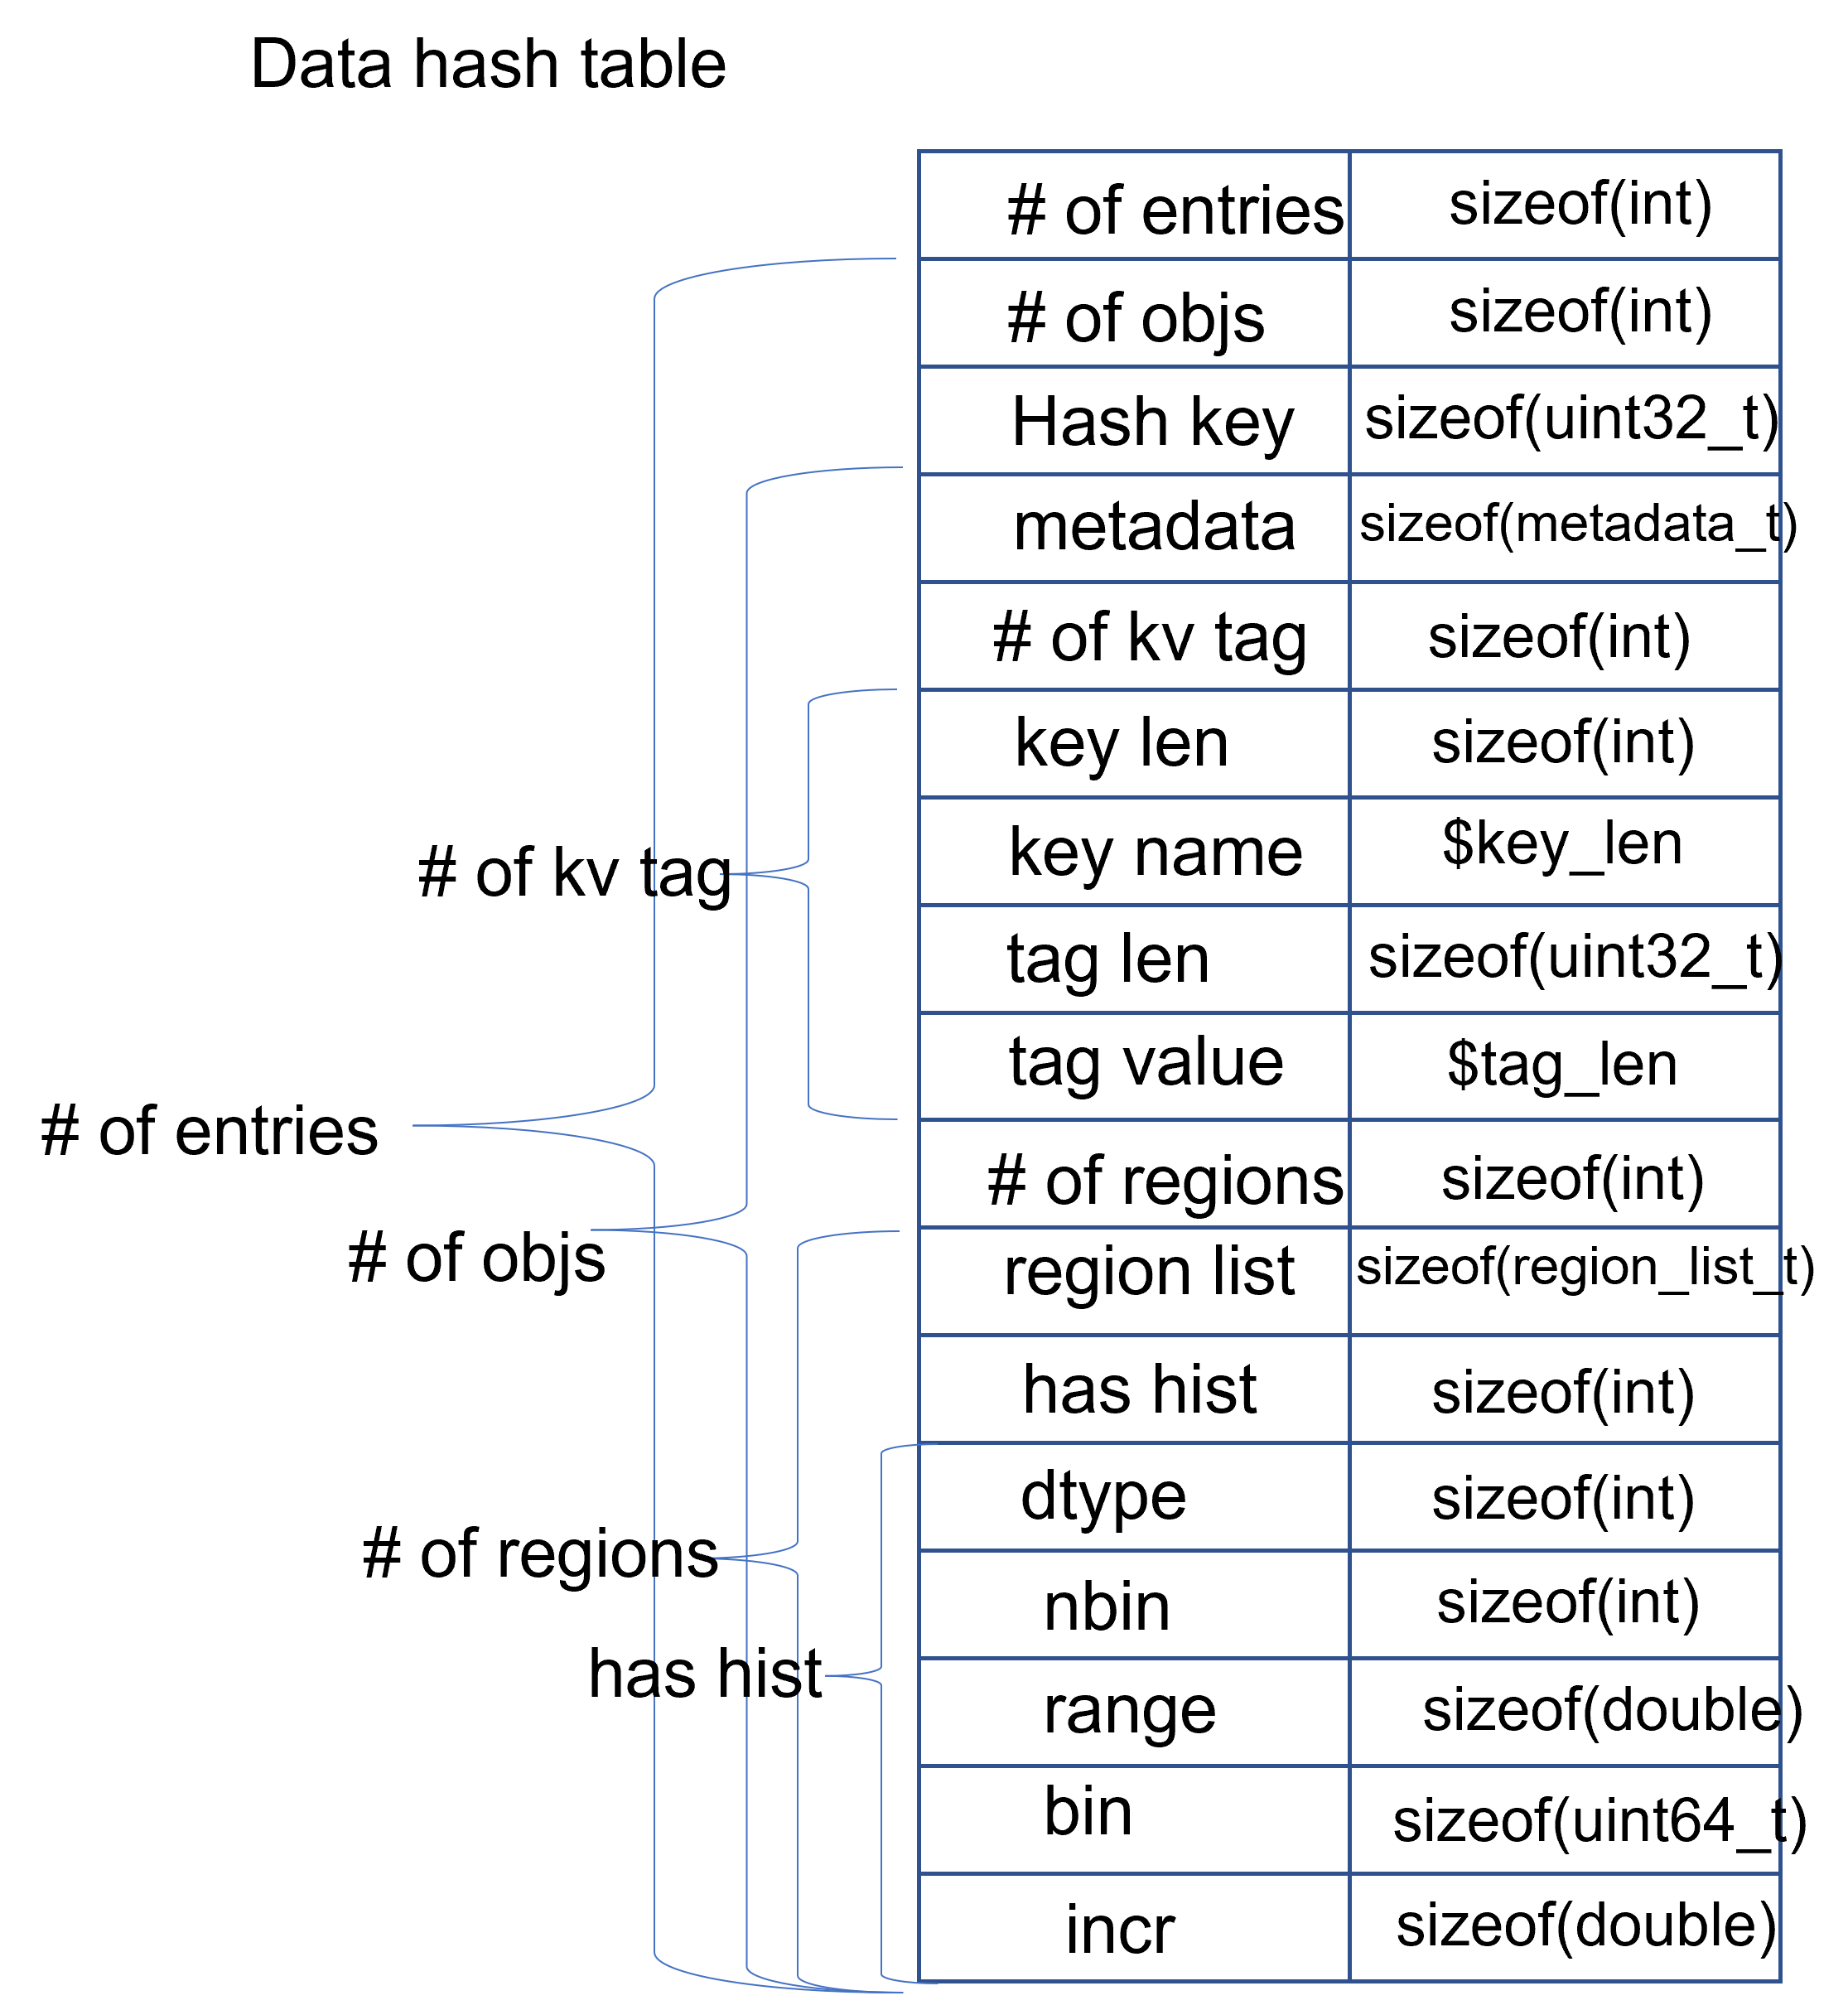 Data hash table
# of entries sizeof(int)
# of objs sizeof(int)
Hash key sizeof(uint32_t)
metadata sizeof(metadata_t)
# of kv tag sizeof(int)
key len sizeof(int)
key name $key_len
# of kv tag
tag len sizeof(uint32_t)
tag value $tag_len
# of entries
# of regions sizeof(int)
# of objs
region list sizeof(region_list_t)
has hist sizeof(int)
dtype sizeof(int)
# of regions
nbin sizeof(int)
has hist
range sizeof(double)
bin sizeof(uint64_t)
incr sizeof(double)